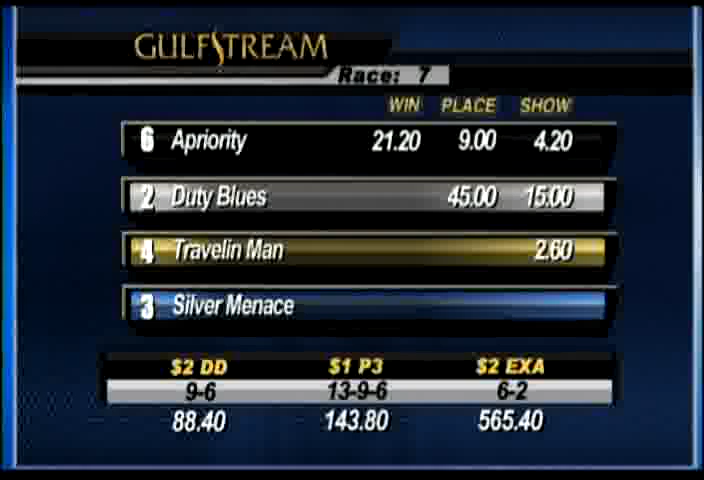 GULFSTREAM
Race: 7
WIN PLACE SHOW
6 Apriority 21.20 9.00 4.20
2 Duty Blues 45.00 15.00
4 Travelin Man 2.60
3 Silver Menace
$2 DD $1 P3 $2 EXA
9-6 13-9-6 6-2
88.40 143.80 565.40